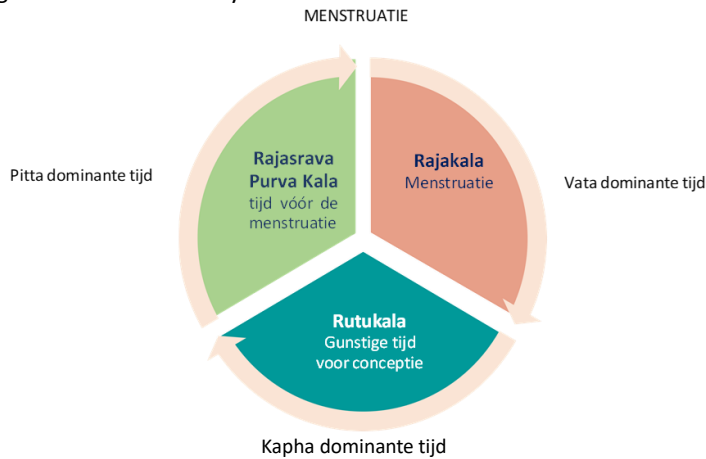 MENSTRUATIE
Rajasrava
Purva Kala
tijd vóór de
menstruatie
Rajakala
Menstruatie
Pitta dominante tijd
Vata dominante tijd
Rutukala
Gunstige tijd
voor conceptie
Kapha dominante tijd